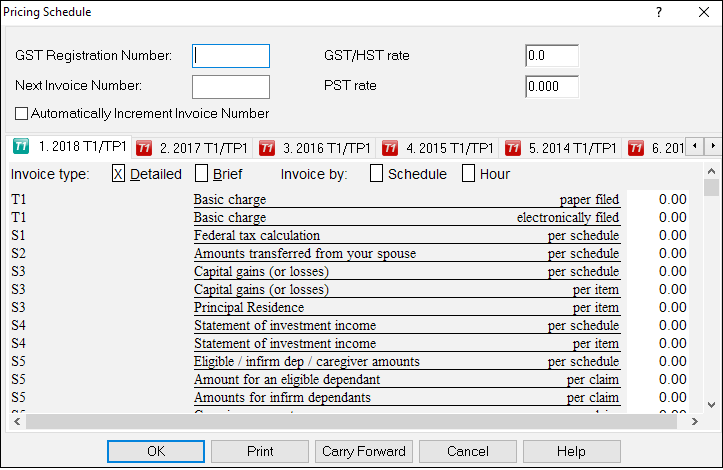 Pricing Schedule ? X
GST Registration Number: GST/HST rate 0.0
Next Invoice Number: PST rate 0.000
Automatically Increment Invoice Number
T1 1. 2018 T1/TP1 T1 2. 2017 T1/TP1 T1 3. 2016 T1/TP1 T1 4. 2015 T1/TP1 T1 5. 2014 T1/TP1 T1 6. 201
Invoice type: X Detailed Brief Invoice by: Schedule Hour
T1 Basic charge paper filed 0.00
T1 Basic charge electronically filed 0.00
S1 Federal tax calculation per schedule 0.00
S2 Amounts transferred from your spouse per schedule 0.00
S3 Capital gains (or losses) per schedule 0.00
S3 Capital gains (or losses) per item 0.00
S3 Principal Residence per item 0.00
S4 Statement of investment income per schedule 0.00
S4 Statement of investment income per item 0.00
S5 Eligible / infirm dep / caregiver amounts per schedule 0.00
S5 Amount for an eligible dependant per claim 0.00
S5 Amounts for infirm dependants per claim 0.00
OK Print Carry Forward Cancel Help